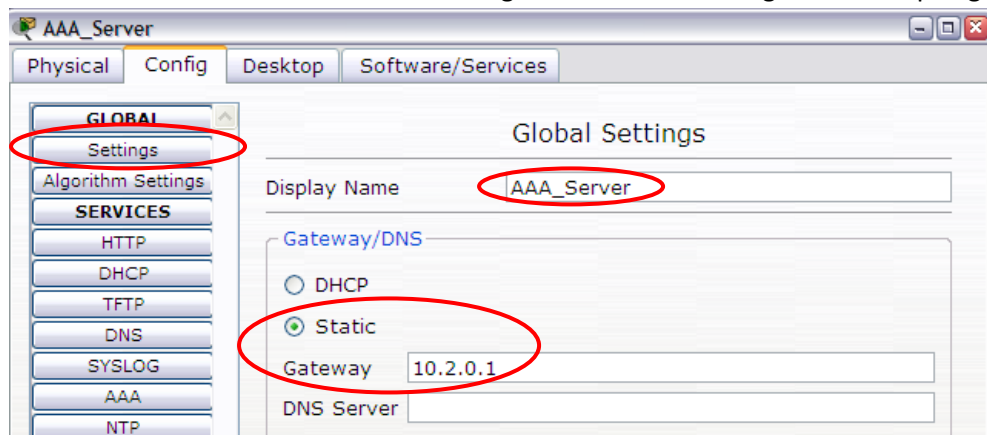 AAA_Server
Physical Config Desktop Software/Services
GLOBAL
Settings
Algorithm Settings
SERVICES
HTTP
DHCP
TFTP
DNS
SYSLOG
AAA
NTP
Global Settings
Display Name AAA_Server
Gateway/DNS
DHCP
Static
Gateway 10.2.0.1
DNS Server